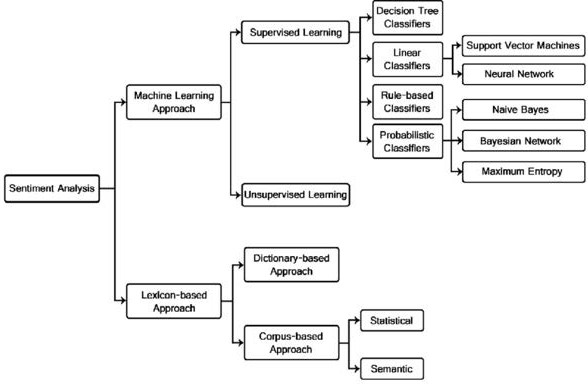 Sentiment Analysis
Machine Learning
Approach
Supervised Learning
Decision Tree
Classifiers
Linear
Classifiers
Support Vector Machines
Neural Network
Rule-based
Classifiers
Probabilistic
Classifiers
Naive Bayes
Bayesian Network
Maximum Entropy
Unsupervised Learning
Lexicon-based
Approach
Dictionary-based
Approach
Corpus-based
Approach
Statistical
Semantic